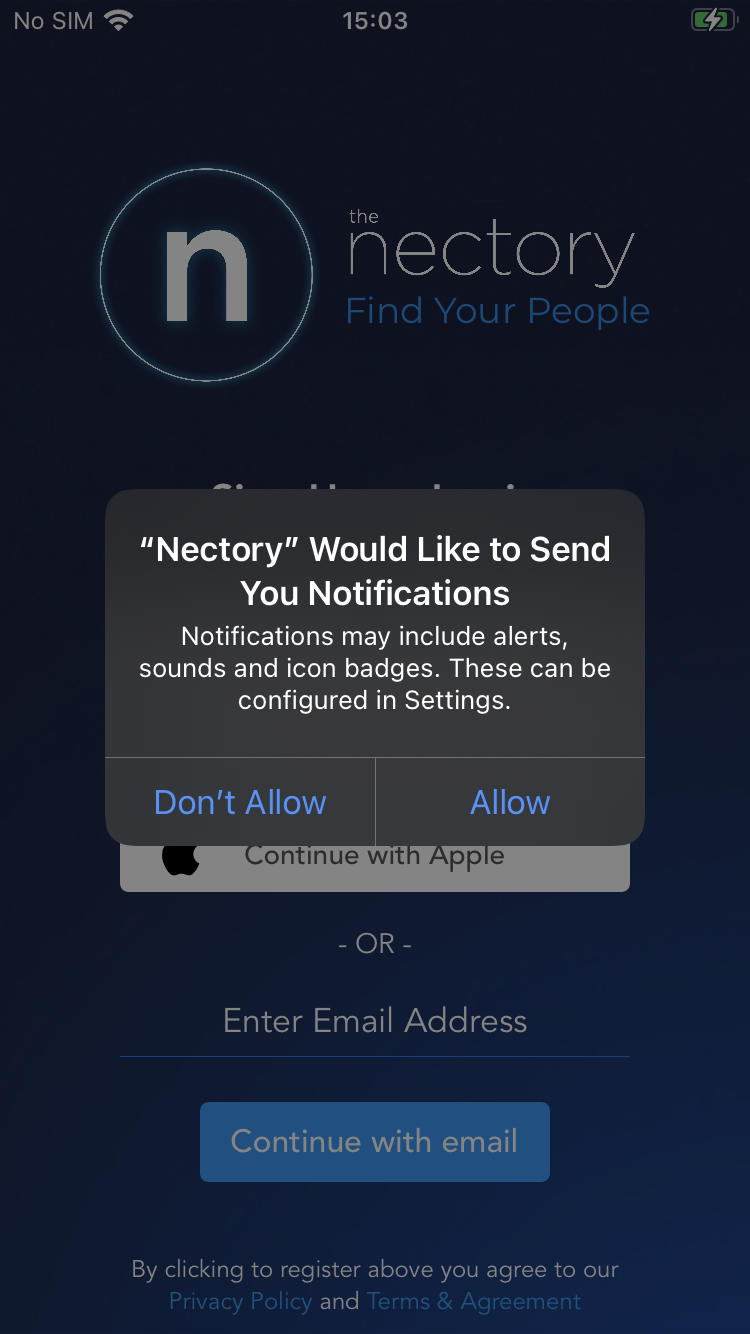 No SIM 15:03
n
the
nectory
Find Your People
“Nectory” Would Like to Send
You Notifications
Notifications may include alerts,
sounds and icon badges. These can be
configured in Settings.
Don’t Allow Allow
Continue with Apple
- OR -
Enter Email Address
Continue with email
By clicking to register above you agree to our
Privacy Policy and Terms & Agreement